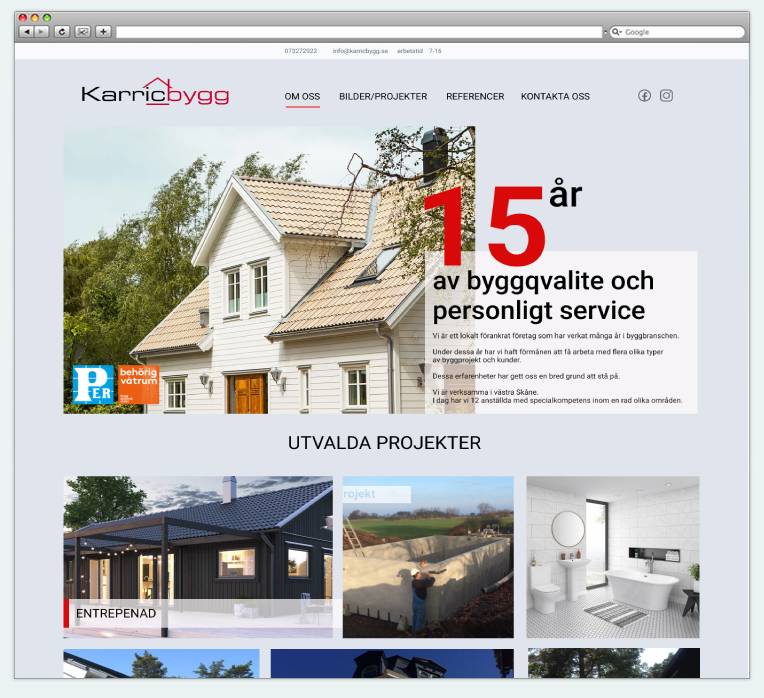 Google
073272922 info@karricbygg.se arbetstid 7-16
Karricbygg
OM OSS BILDER/PROJEKTER REFERENCER KONTAKTA OSS
15 år
av byggqvalite och
personligt service
Vi är ett lokalt förankrat företag som har verkat många år i byggbranschen.
Under dessa år har vi haft förmånen att få arbeta med flera olika typer
av byggprojekt och kunder.
Dessa erfarenheter har gett oss en bred grund att stå på.
Vi är verksamma i västra Skåne.
I dag har vi 12 anställda med specialkompetens inom en rad olika områden.
PER
behörig
våtrum
UTVALDA PROJEKTER
rojekt
ENTREPENAD